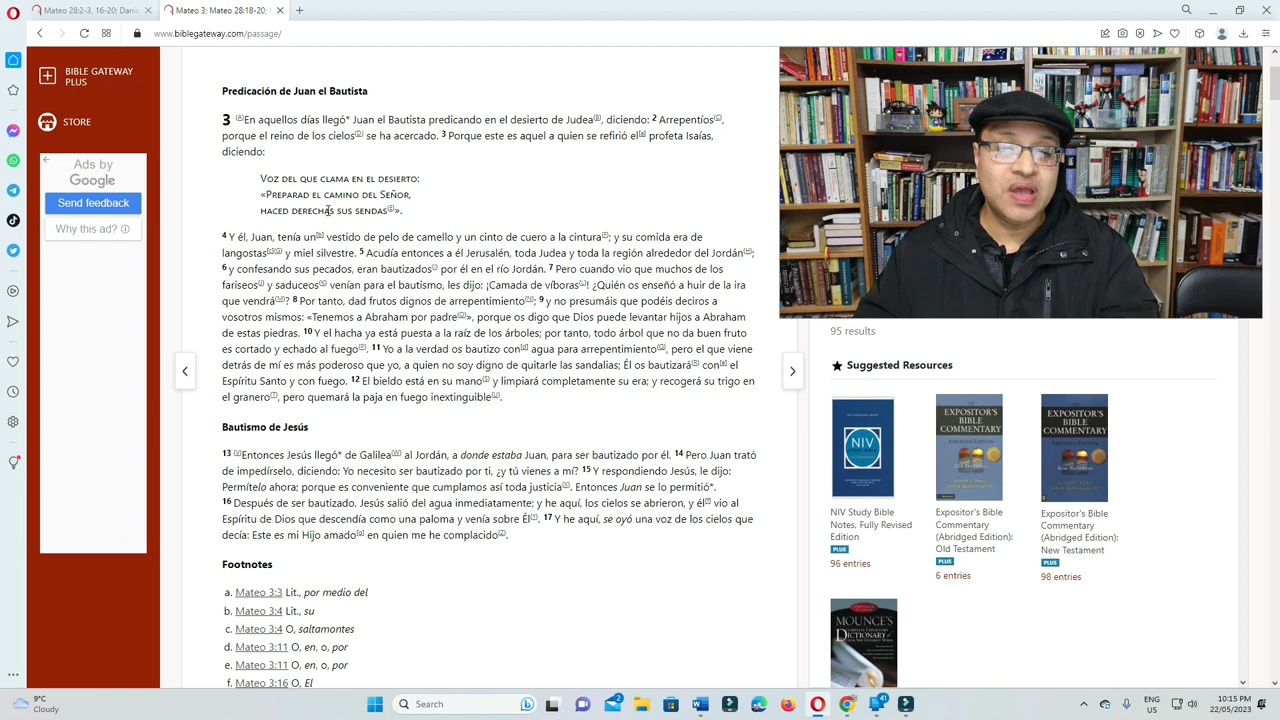 Mateo 28:2-3, 16-20; Danie
Mateo 3; Mateo 28:18-20;
www.biblegateway.com/passage/
BIBLE GATEWAY
PLUS
STORE
Ads by
Google
Send feedback
Why this ad?
Predicación de Juan el Bautista
3 [A]En aquellos días llegó* Juan el Bautista predicando en el desierto de Judea[B], diciendo: 2 Arrepentíos[C],
porque el reino de los cielos[D] se ha acercado. 3 Porque este es aquel a quien se refirió el[a] profeta Isaías,
diciendo:
Voz del que clama en el desierto:
«Preparad el camino del Señor,
haced derechas sus sendas[E]».
4 Y él, Juan, tenía un[b] vestido de pelo de camello y un cinto de cuero a la cintura[F]; y su comida era de
langostas[c][G] y miel silvestre. 5 Acudía entonces a él Jerusalén, toda Judea y toda la región alrededor del Jordán[H];
6 y confesando sus pecados, eran bautizados[I] por él en el río Jordán. 7 Pero cuando vio que muchos de los
fariseos[J] y saduceos[K] venían para el bautismo, les dijo: ¡Camada de víboras[L]! ¿Quién os enseñó a huir de la ira
que vendrá[M]? 8 Por tanto, dad frutos dignos de arrepentimiento[N]; 9 y no presumáis que podéis deciros a
vosotros mismos: «Tenemos a Abraham por padre[O]», porque os digo que Dios puede levantar hijos a Abraham
de estas piedras. 10 Y el hacha ya está puesta a la raíz de los árboles; por tanto, todo árbol que no da buen fruto
es cortado y echado al fuego[P]. 11 Yo a la verdad os bautizo con[d] agua para arrepentimiento[Q], pero el que viene
detrás de mí es más poderoso que yo, a quien no soy digno de quitarle las sandalias; Él os bautizará[R] con[e] el
Espíritu Santo y con fuego. 12 El bieldo está en su mano[S] y limpiará completamente su era; y recogerá su trigo en
el granero[T], pero quemará la paja en fuego inextinguible[U].
Bautismo de Jesús
13 [V]Entonces Jesús llegó* de Galilea[W] al Jordán, a donde estaba Juan, para ser bautizado por él. 14 Pero Juan trató
de impedírselo, diciendo: Yo necesito ser bautizado por ti, ¿y tú vienes a mí? 15 Y respondiendo Jesús, le dijo:
Permítelo ahora; porque es conveniente que cumplamos así toda justicia[X]. Entonces Juan se lo permitió*.
16 Después de ser bautizado, Jesús salió del agua inmediatamente; y he aquí, los cielos se abrieron, y él[f] vio al
Espíritu de Dios que descendía como una paloma y venía sobre Él[Y]. 17 Y he aquí, se oyó una voz de los cielos que
decía: Este es mi Hijo amado[g] en quien me he complacido[Z].
Footnotes
a. Mateo 3:3 Lit., por medio del
b. Mateo 3:4 Lit., su
c. Mateo 3:4 O, saltamontes
d. Mateo 3:11 O, en, o, por
e. Mateo 3:11 O, en, o, por
f. Mateo 3:16 O, El
95 results
Suggested Resources
NIV
STUDY BIBLE
THE
EXPOSITOR'S
BIBLE
COMMENTARY
ABRIDGED EDITION
Old Testament
THE
EXPOSITOR'S
BIBLE
COMMENTARY
ABRIDGED EDITION
New Testament
NIV Study Bible
Notes, Fully Revised
Edition
PLUS
96 entries
Expositor's Bible
Commentary
(Abridged Edition):
Old Testament
PLUS
6 entries
Expositor's Bible
Commentary
(Abridged Edition):
New Testament
PLUS
98 entries
MOUNCE'S
DICTIONARY
9°C
Cloudy
Search
2
41
ENG
US
10:15 PM
22/05/2023